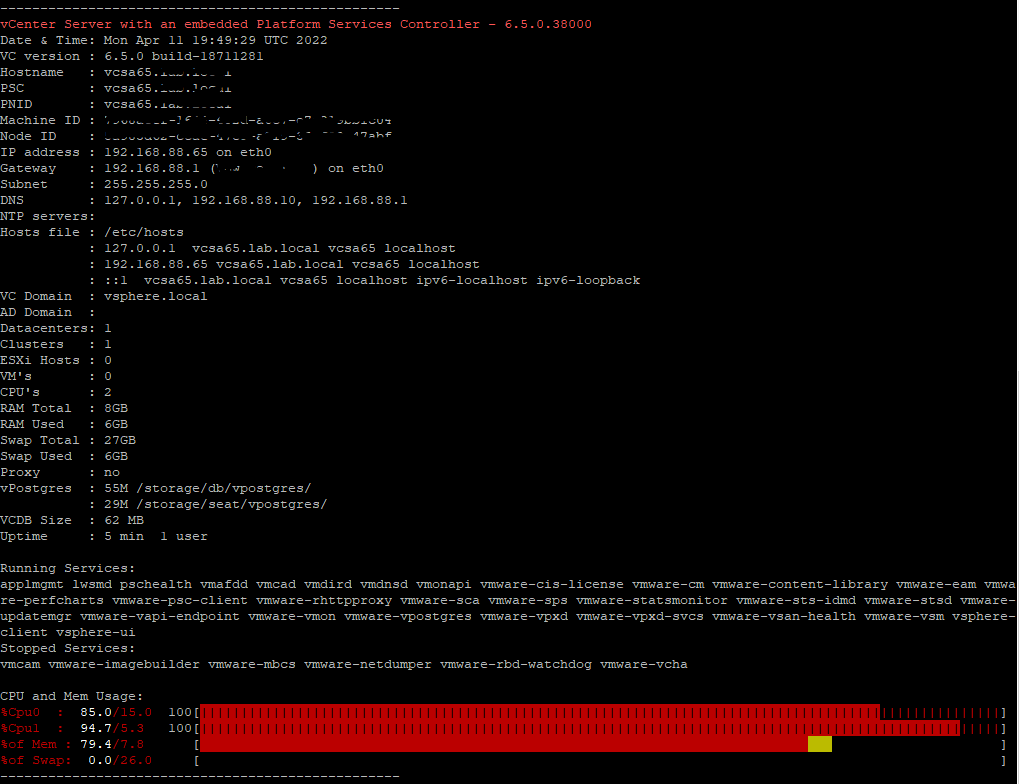 --------------------------------------------------
vCenter Server with an embedded Platform Services Controller - 6.5.0.38000
Date & Time: Mon Apr 11 19:49:29 UTC 2022
VC version : 6.5.0 build-18711281
Hostname   : vcsa65.
PSC        : vcsa65.
PNID       : vcsa65.
Machine ID :
Node ID    :
IP address : 192.168.88.65 on eth0
Gateway    : 192.168.88.1 ( ) on eth0
Subnet     : 255.255.255.0
DNS        : 127.0.0.1, 192.168.88.10, 192.168.88.1
NTP servers:
Hosts file : /etc/hosts
           : 127.0.0.1  vcsa65.lab.local vcsa65 localhost
           : 192.168.88.65 vcsa65.lab.local vcsa65 localhost
           : ::1  vcsa65.lab.local vcsa65 localhost ipv6-localhost ipv6-loopback
VC Domain  : vsphere.local
AD Domain  :
Datacenters: 1
Clusters   : 1
ESXi Hosts : 0
VM's       : 0
CPU's      : 2
RAM Total  : 8GB
RAM Used   : 6GB
Swap Total : 27GB
Swap Used  : 6GB
Proxy      : no
vPostgres  : 55M /storage/db/vpostgres/
           : 29M /storage/seat/vpostgres/
VCDB Size  : 62 MB
Uptime     : 5 min  1 user
Running Services:
applmgmt lwsmd pschealth vmafdd vmcad vmdird vmdnsd vmonapi vmware-cis-license vmware-cm vmware-content-library vmware-eam vmwa
re-perfcharts vmware-psc-client vmware-rhttpproxy vmware-sca vmware-sps vmware-statsmonitor vmware-sts-idmd vmware-stsd vmware-
updatemgr vmware-vapi-endpoint vmware-vmon vmware-vpostgres vmware-vpxd vmware-vpxd-svcs vmware-vsan-health vmware-vsm vsphere-
client vsphere-ui
Stopped Services:
vmcam vmware-imagebuilder vmware-mbcs vmware-netdumper vmware-rbd-watchdog vmware-vcha
CPU and Mem Usage:
%Cpu0  :  85.0/15.0  100[||||||||||||||||||||||||||||||||||||||||||||||||||||||||||||||||||||||||||||||||||||||||||||||||||||]
%Cpu1  :  94.7/5.3   100[||||||||||||||||||||||||||||||||||||||||||||||||||||||||||||||||||||||||||||||||||||||||||||||||||||]
%of Mem : 79.4/7.8      [                                                                                                    ]
%of Swap:  0.0/26.0     [                                                                                                    ]
--------------------------------------------------